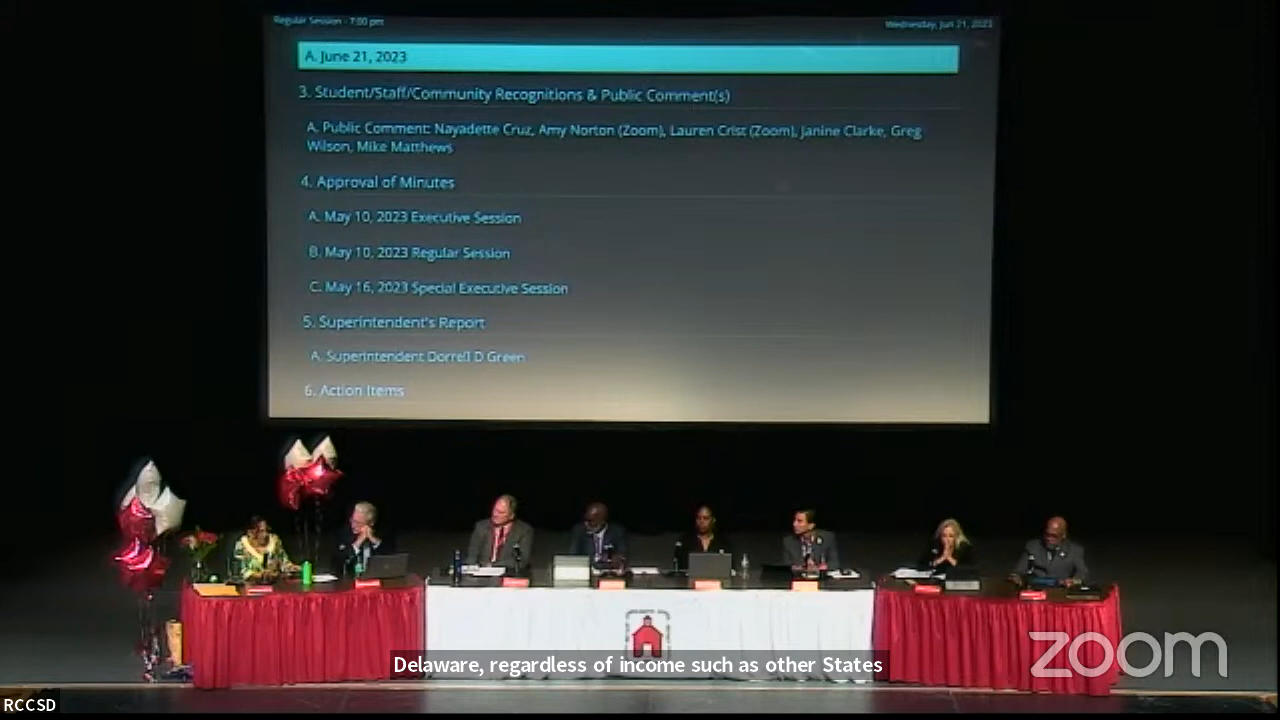 Regular Session - 7:00 pm
Wednesday, Jun 21, 2023
A. June 21, 2023
3. Student/Staff/Community Recognitions & Public Comment(s)
A. Public Comment: Nayadette Cruz, Amy Norton (Zoom), Lauren Crist (Zoom), Janine Clarke, Greg
Wilson, Mike Matthews
4. Approval of Minutes
A. May 10, 2023 Executive Session
B. May 10, 2023 Regular Session
C. May 16, 2023 Special Executive Session
5. Superintendent's Report
A. Superintendent Dorrell D Green
6. Action Items
Delaware, regardless of income such as other States
zoom
RCCSD